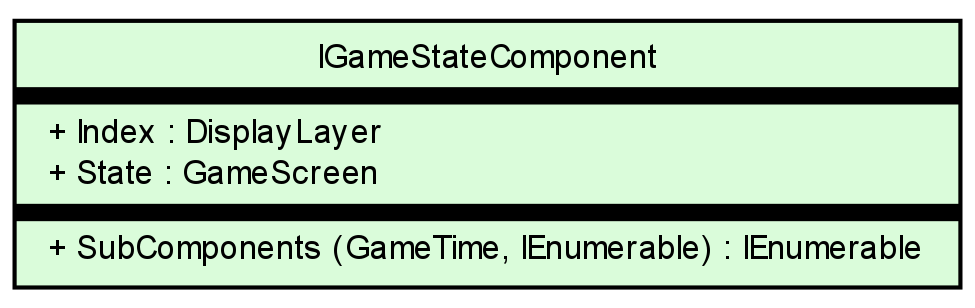 IGameStateComponent
+ Index : DisplayLayer
+ State : GameScreen
+ SubComponents (GameTime, IEnumerable) : IEnumerable